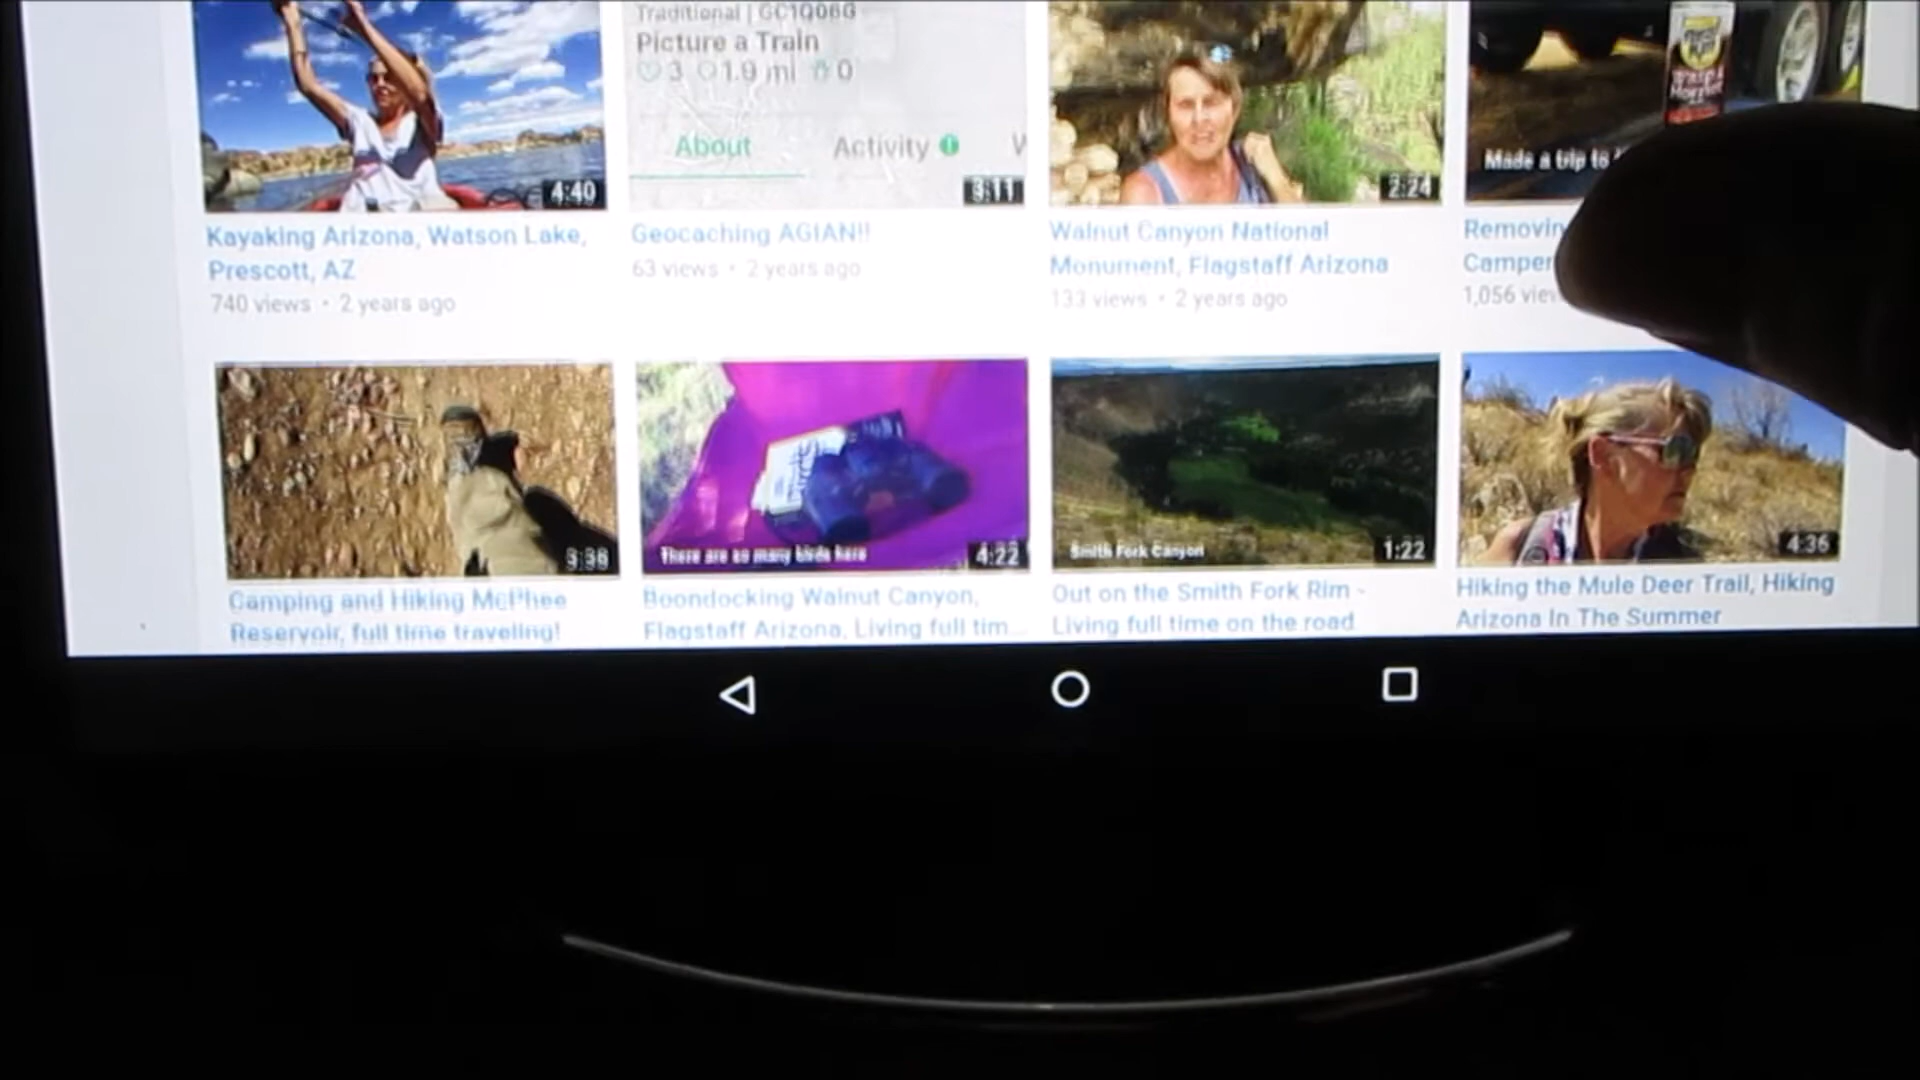 Traditional | GC1Q06G
Picture a Train
3 1.9 mi 0
About Activity
Made a trip to
4:40
3:11
2:24
Kayaking Arizona, Watson Lake,
Prescott, AZ
740 views • 2 years ago
Geocaching AGIAN!!
63 views • 2 years ago
Walnut Canyon National
Monument, Flagstaff Arizona
133 views • 2 years ago
Wasp &
Hornet
Removin
Camper
1,056 view
3:38
There are so many birds here
4:22
Smith Fork Canyon
1:22
4:36
Camping and Hiking McPhee
Reservoir, full time traveling!
Boondocking Walnut Canyon,
Flagstaff Arizona, Living full tim...
Out on the Smith Fork Rim -
Living full time on the road
Hiking the Mule Deer Trail, Hiking
Arizona In The Summer